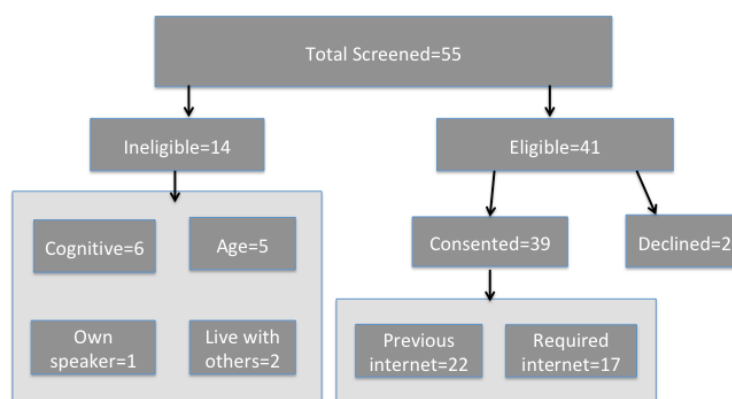 Total Screened=55
Ineligible=14
Eligible=41
Cognitive=6
Age=5
Own
speaker=1
Live with
others=2
Consented=39
Declined=2
Previous
internet=22
Required
internet=17